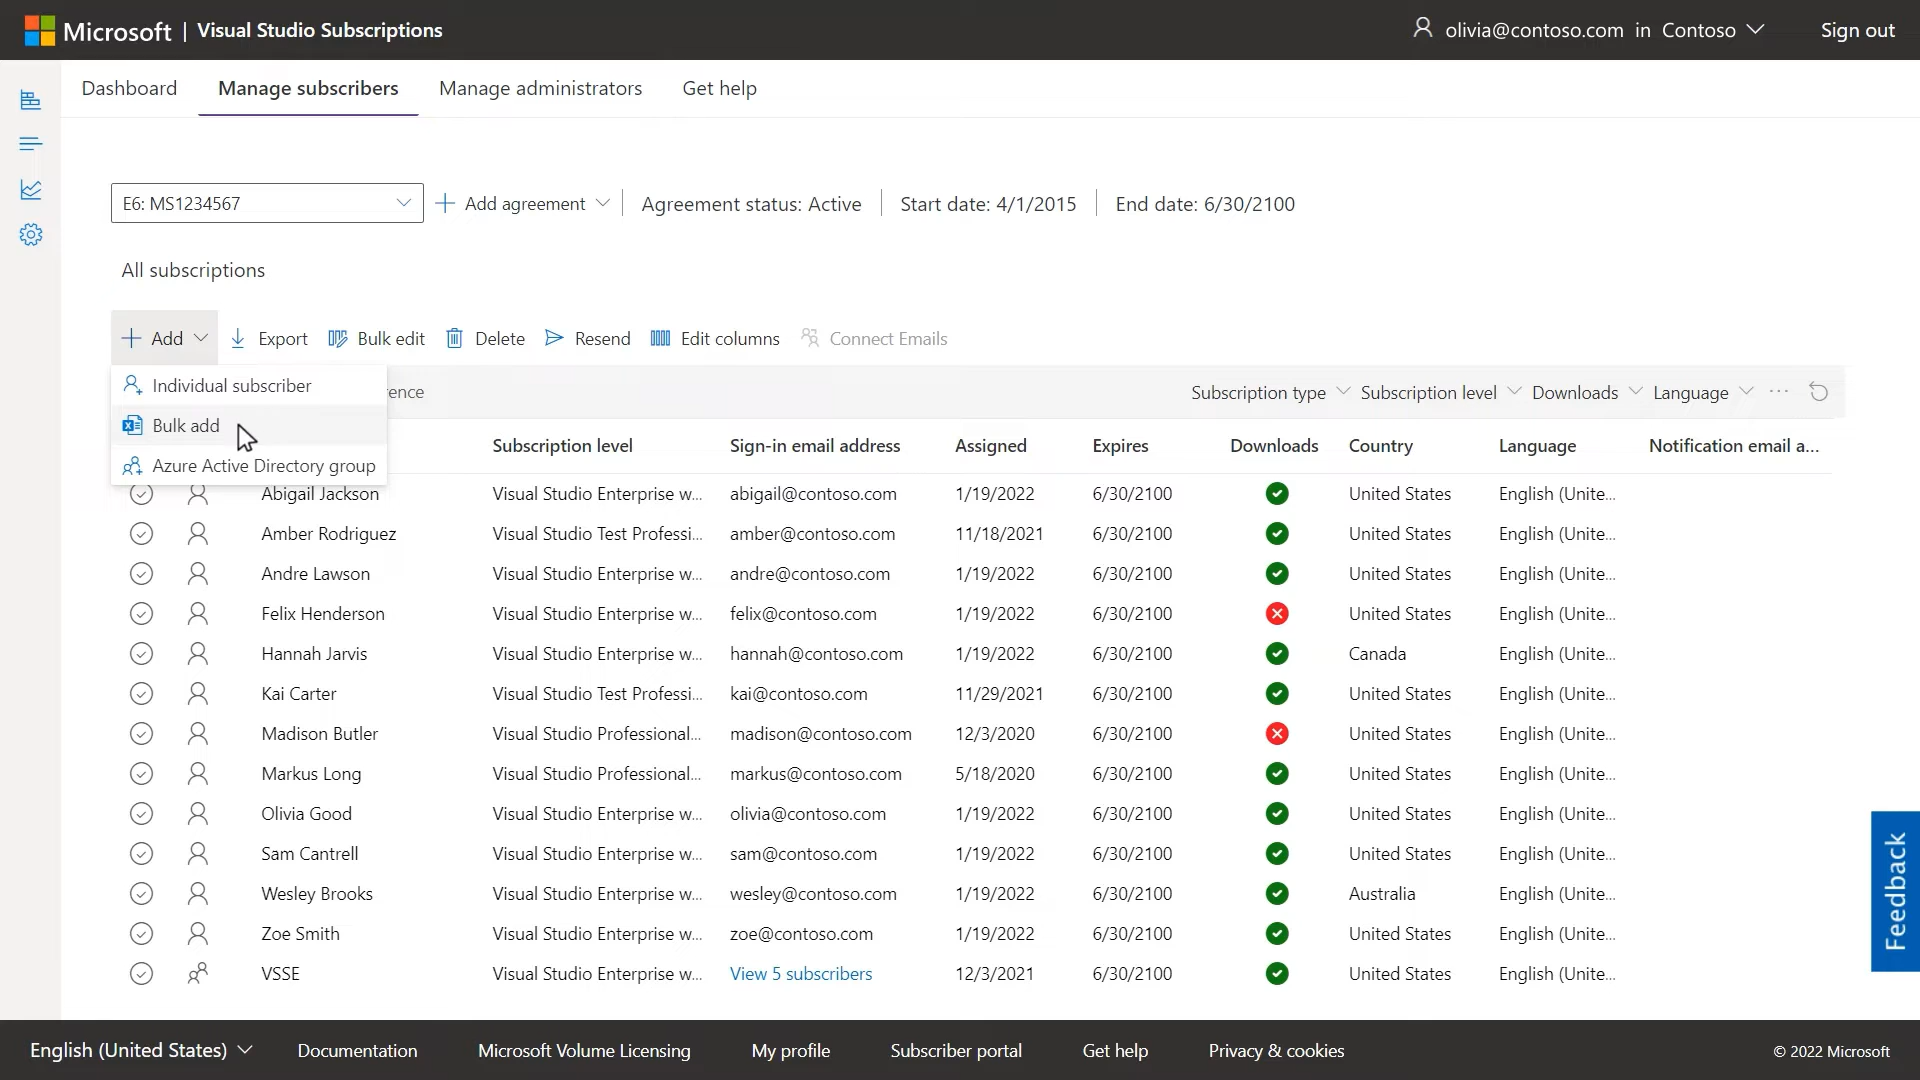 Microsoft | Visual Studio Subscriptions olivia@contoso.com in Contoso Sign out
Dashboard Manage subscribers Manage administrators Get help
E6: MS1234567 Add agreement Agreement status: Active Start date: 4/1/2015 End date: 6/30/2100
All subscriptions
Add Export Bulk edit Delete Resend Edit columns Connect Emails
Individual subscriber
Bulk add
Azure Active Directory group
rence Subscription type Subscription level Downloads Language ...
Subscription level Sign-in email address Assigned Expires Downloads Country Language Notification email a...
Abigail Jackson Visual Studio Enterprise w... abigail@contoso.com 1/19/2022 6/30/2100 United States English (Unite...
Amber Rodriguez Visual Studio Test Professi... amber@contoso.com 11/18/2021 6/30/2100 United States English (Unite...
Andre Lawson Visual Studio Enterprise w... andre@contoso.com 1/19/2022 6/30/2100 United States English (Unite...
Felix Henderson Visual Studio Enterprise w... felix@contoso.com 1/19/2022 6/30/2100 United States English (Unite...
Hannah Jarvis Visual Studio Enterprise w... hannah@contoso.com 1/19/2022 6/30/2100 Canada English (Unite...
Kai Carter Visual Studio Test Professi... kai@contoso.com 11/29/2021 6/30/2100 United States English (Unite...
Madison Butler Visual Studio Professional... madison@contoso.com 12/3/2020 6/30/2100 United States English (Unite...
Markus Long Visual Studio Professional... markus@contoso.com 5/18/2020 6/30/2100 United States English (Unite...
Olivia Good Visual Studio Enterprise w... olivia@contoso.com 1/19/2022 6/30/2100 United States English (Unite...
Sam Cantrell Visual Studio Enterprise w... sam@contoso.com 1/19/2022 6/30/2100 United States English (Unite...
Wesley Brooks Visual Studio Enterprise w... wesley@contoso.com 1/19/2022 6/30/2100 Australia English (Unite...
Zoe Smith Visual Studio Enterprise w... zoe@contoso.com 1/19/2022 6/30/2100 United States English (Unite...
VSSE Visual Studio Enterprise w... View 5 subscribers 12/3/2021 6/30/2100 United States English (Unite...
Feedback
English (United States) Documentation Microsoft Volume Licensing My profile Subscriber portal Get help Privacy & cookies © 2022 Microsoft